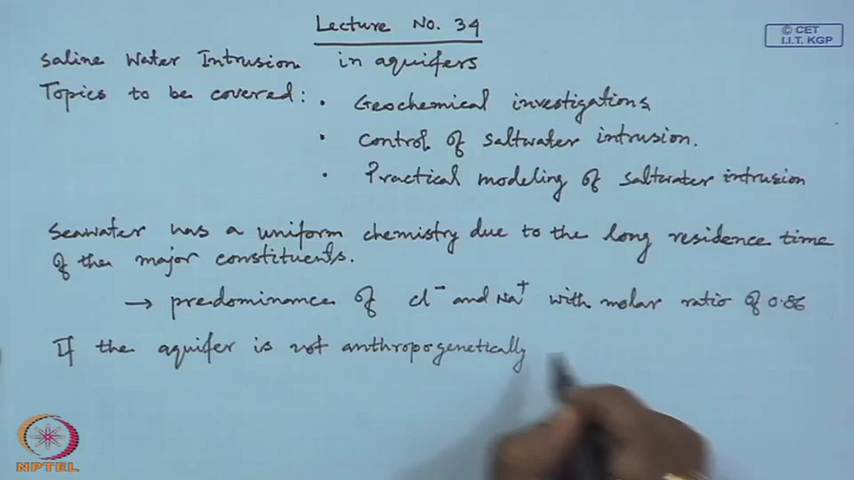 Lecture No. 34
© CET
I.I.T. KGP
Saline Water Intrusion in aquifers
Topics to be covered: • Geochemical investigations
• Control of saltwater intrusion.
• Practical modeling of saltwater intrusion
Seawater has a uniform chemistry due to the long residence time
of the major constituents.
→ predominance of Cl⁻ and Na⁺ with molar ratio of 0.86
If the aquifer is not anthropogenetically
NPTEL